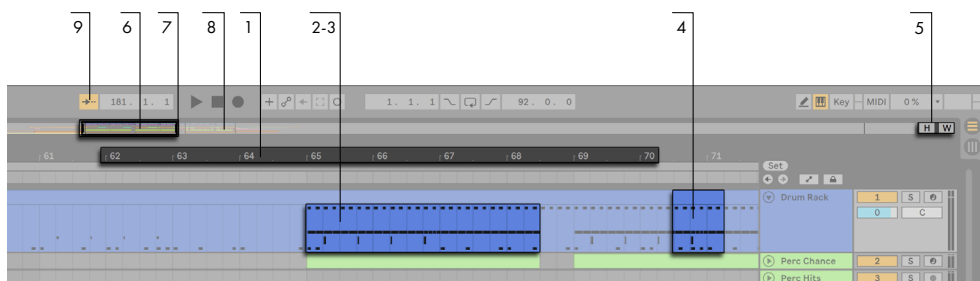 9 6 7 8 1 2-3 4 5
181. 1. 1 1. 1. 1 92. 0. 0 Key MIDI 0 %
H W
61 62 63 64 65 66 67 68 69 70 71
Set
Drum Rack 1 S
0 C
Perc Chance 2 S
Perc Hits 3 S